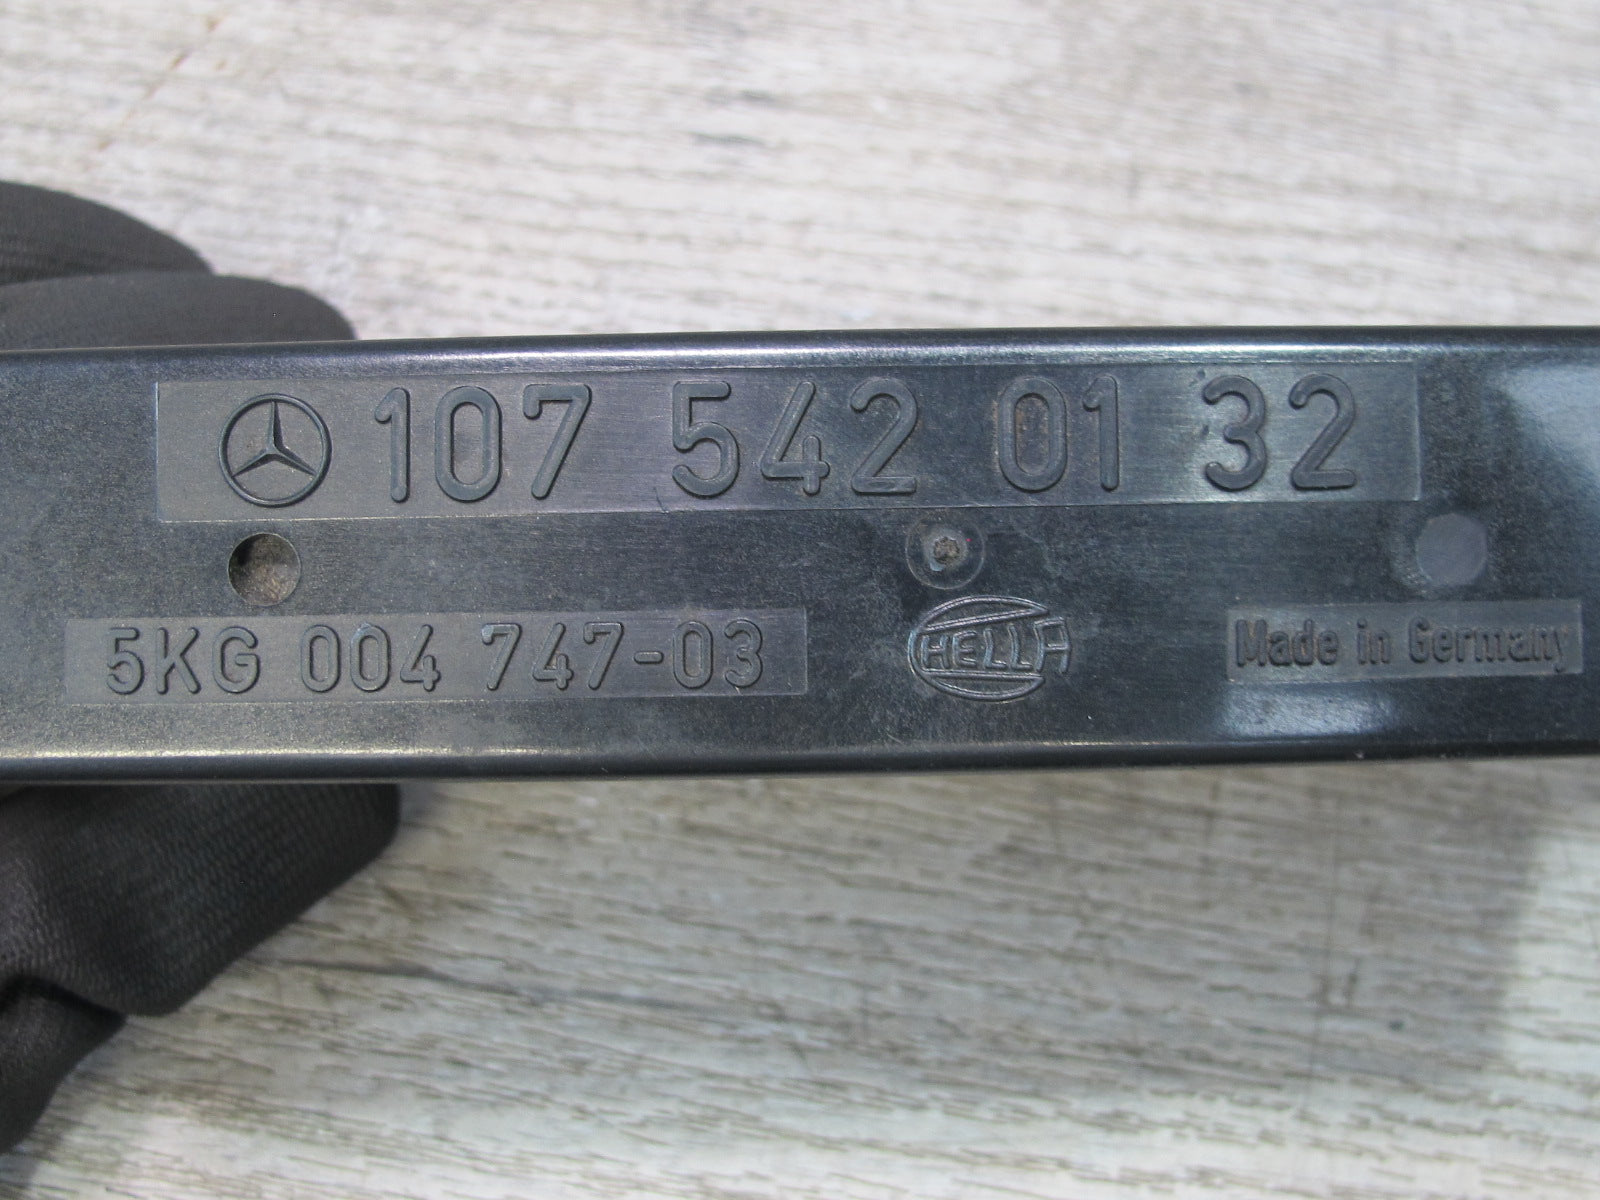 107 542 01 32
5KG 004 747-03
HELLA
Made in Germany